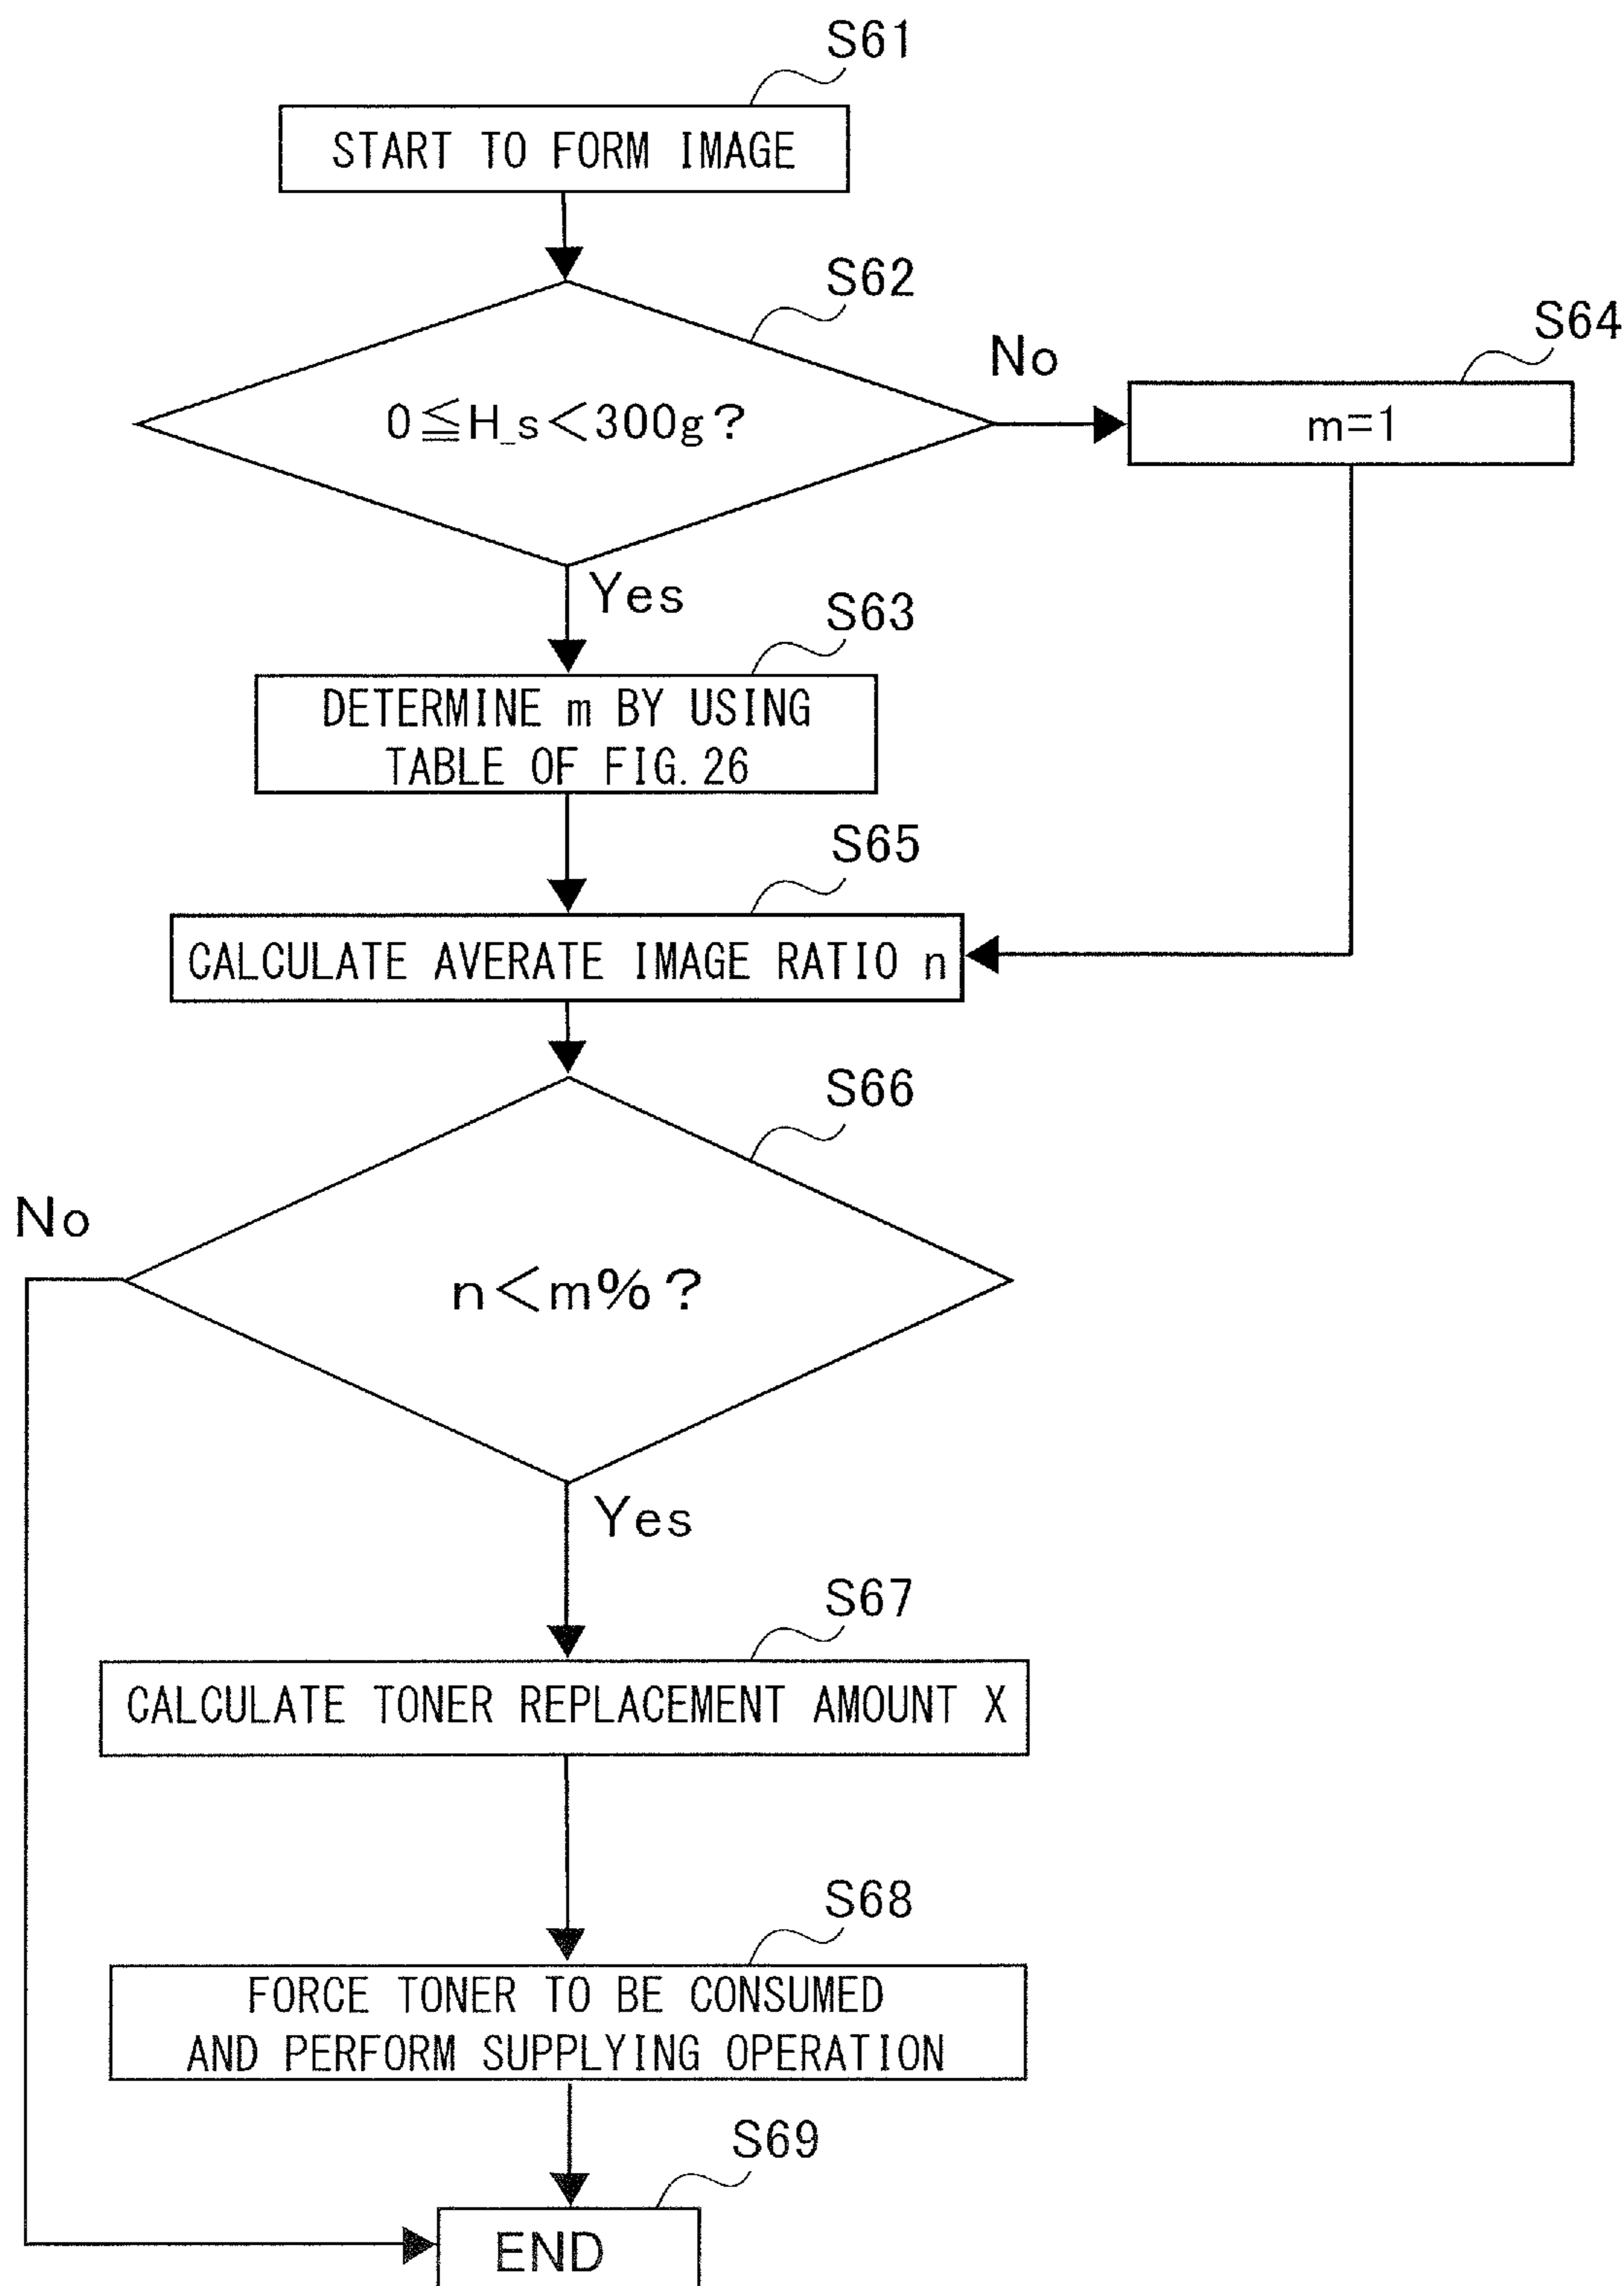 S61
START TO FORM IMAGE
S62
0≦H_s<300g?
No
S64
m=1
Yes
S63
DETERMINE m BY USING
TABLE OF FIG. 26
S65
CALCULATE AVERATE IMAGE RATIO n
S66
No
n<m%?
Yes
S67
CALCULATE TONER REPLACEMENT AMOUNT X
S68
FORCE TONER TO BE CONSUMED
AND PERFORM SUPPLYING OPERATION
S69
END